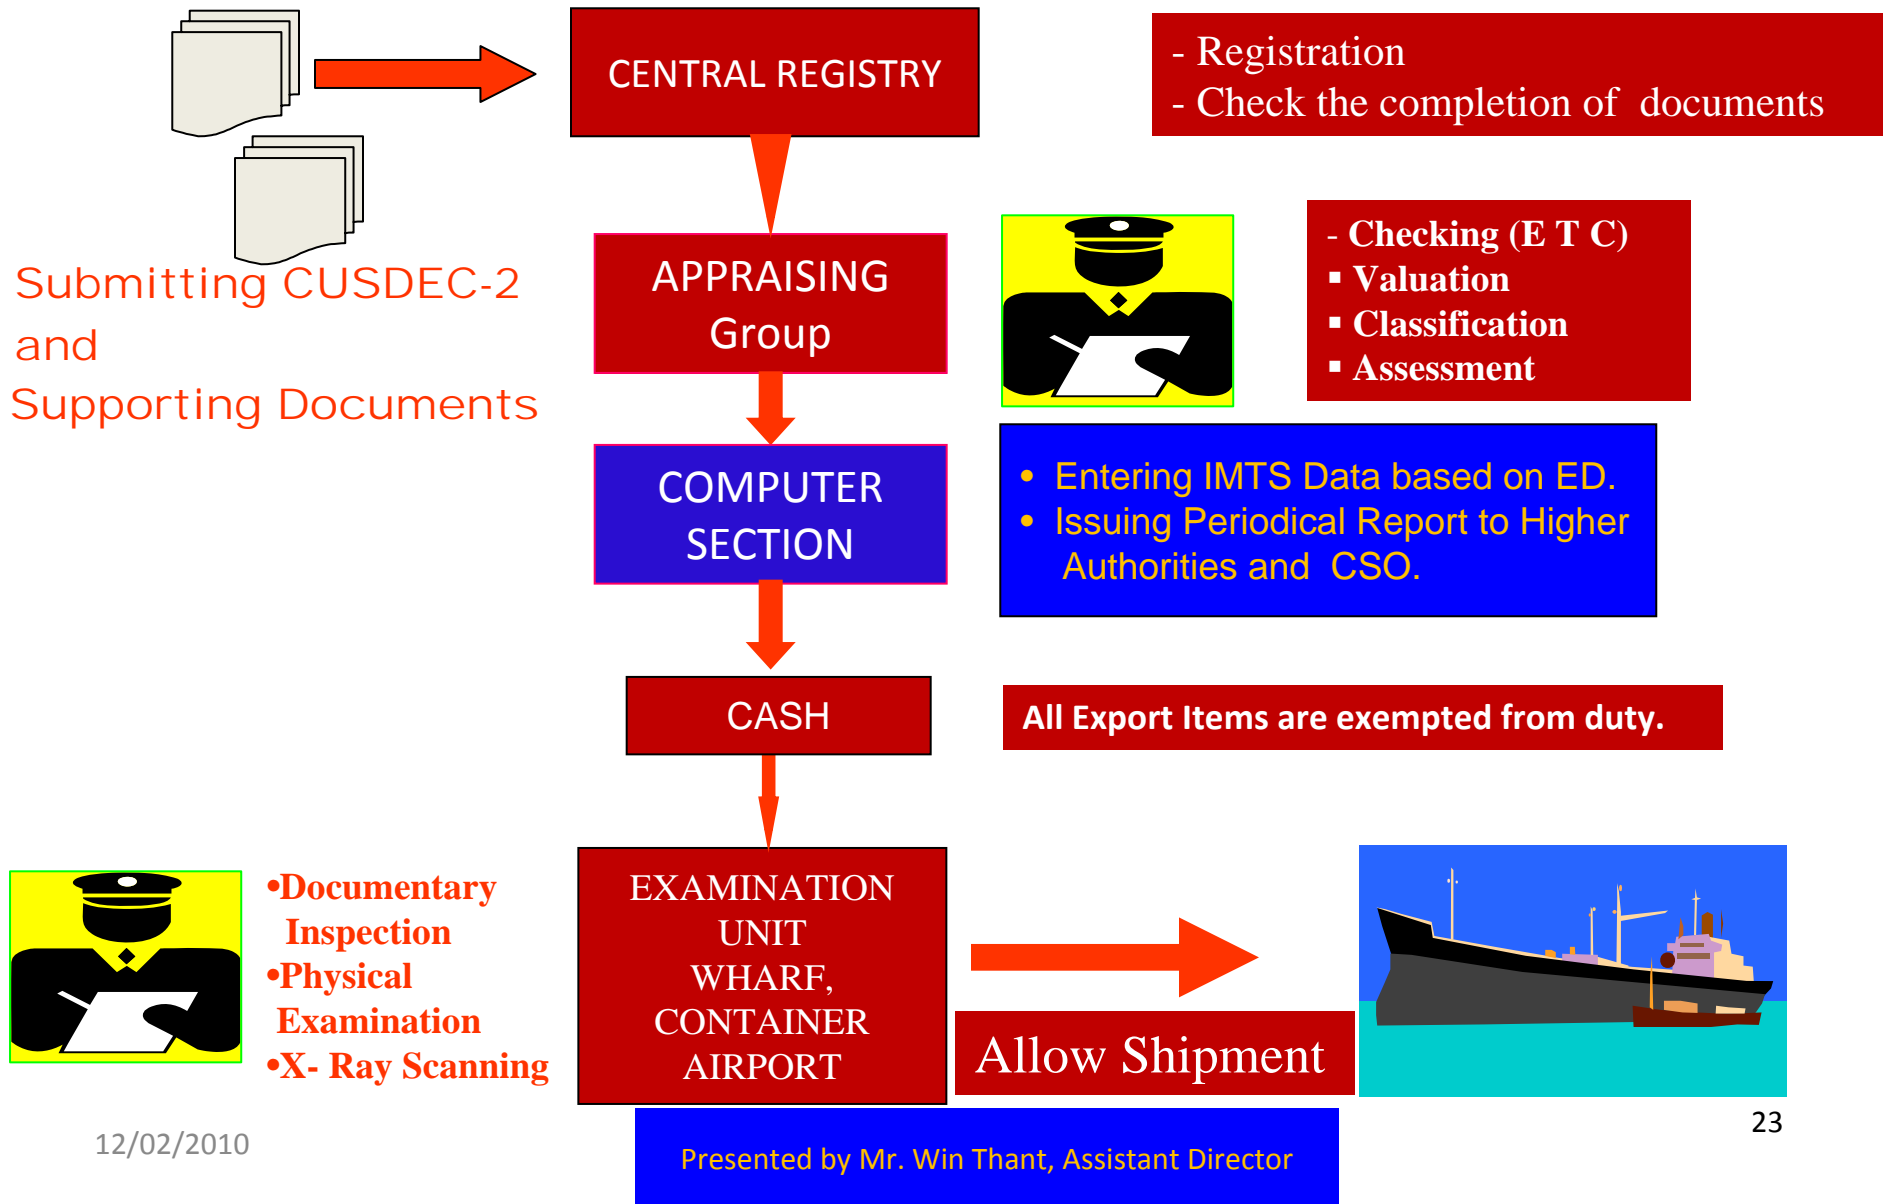 CENTRAL REGISTRY
- Registration
- Check the completion of documents
Submitting CUSDEC-2
and
Supporting Documents
APPRAISING
Group
- Checking (E T C)
▪ Valuation
▪ Classification
▪ Assessment
COMPUTER
SECTION
• Entering IMTS Data based on ED.
• Issuing Periodical Report to Higher
Authorities and CSO.
CASH
All Export Items are exempted from duty.
•Documentary
Inspection
•Physical
Examination
•X- Ray Scanning
EXAMINATION
UNIT
WHARF,
CONTAINER
AIRPORT
Allow Shipment
12/02/2010
Presented by Mr. Win Thant, Assistant Director
23